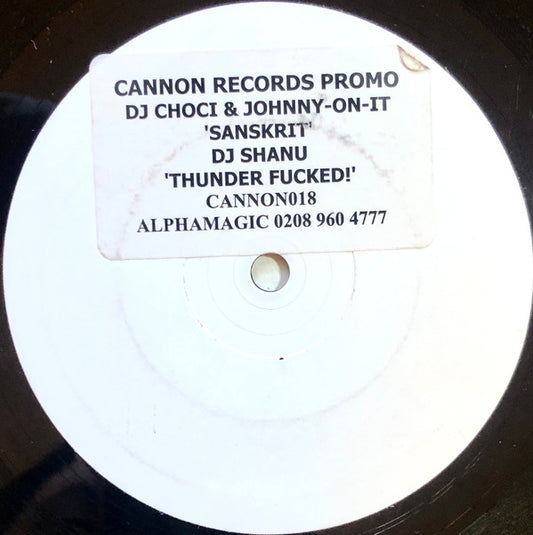 CANNON RECORDS PROMO
DJ CHOCI & JOHNNY-ON-IT
'SANSKRIT'
DJ SHANU
'THUNDER FUCKED!'
CANNON018
ALPHAMAGIC 0208 960 4777